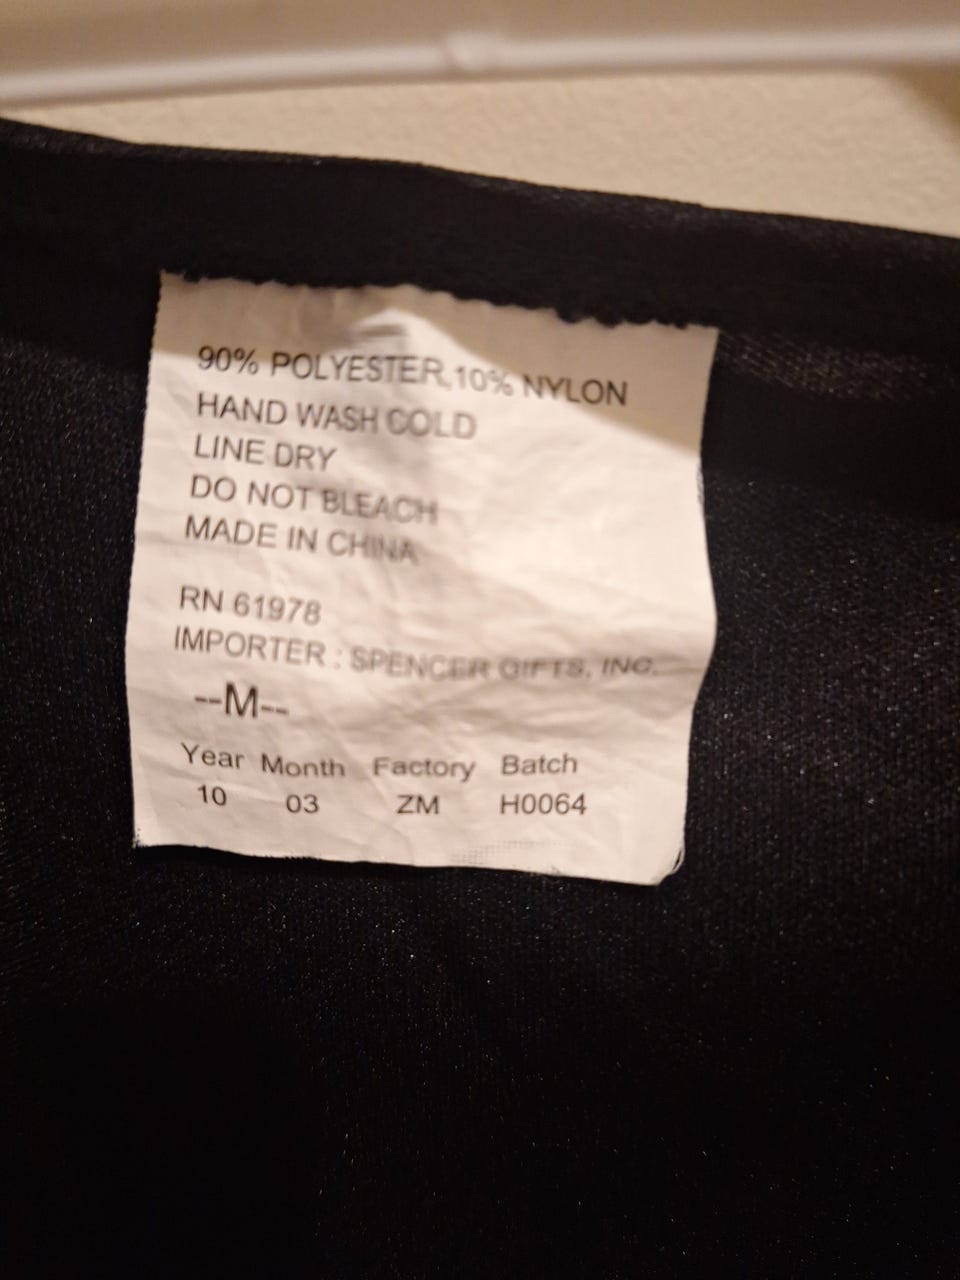 90% POLYESTER,10% NYLON
HAND WASH COLD
LINE DRY
DO NOT BLEACH
MADE IN CHINA
RN 61978
IMPORTER : SPENCER GIFTS, INC.
--M--
Year Month Factory Batch
10 03 ZM H0064